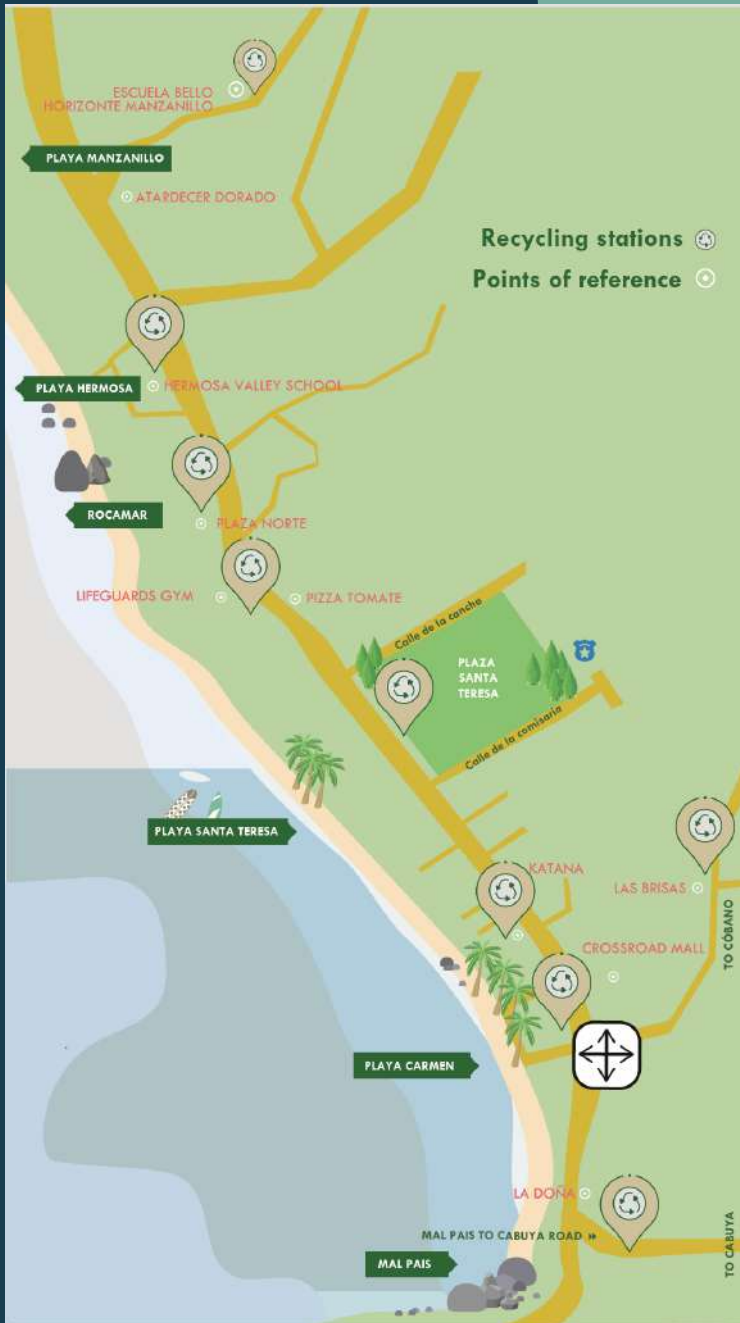 ESCUELA BELLO
HORIZONTE MANZANILLO
PLAYA MANZANILLO
ATARDECER DORADO
Recycling stations
Points of reference
PLAYA HERMOSA
HERMOSA VALLEY SCHOOL
ROCAMAR
PLAZA NORTE
LIFEGUARDS GYM
PIZZA TOMATE
Calle de la cancha
PLAZA
SANTA
TERESA
Calle de la comisaria
PLAYA SANTA TERESA
KATANA
LAS BRISAS
TO CÓBANO
CROSSROAD MALL
PLAYA CARMEN
LA DOÑA
MAL PAIS TO CABUYA ROAD »
TO CABUYA
MAL PAIS